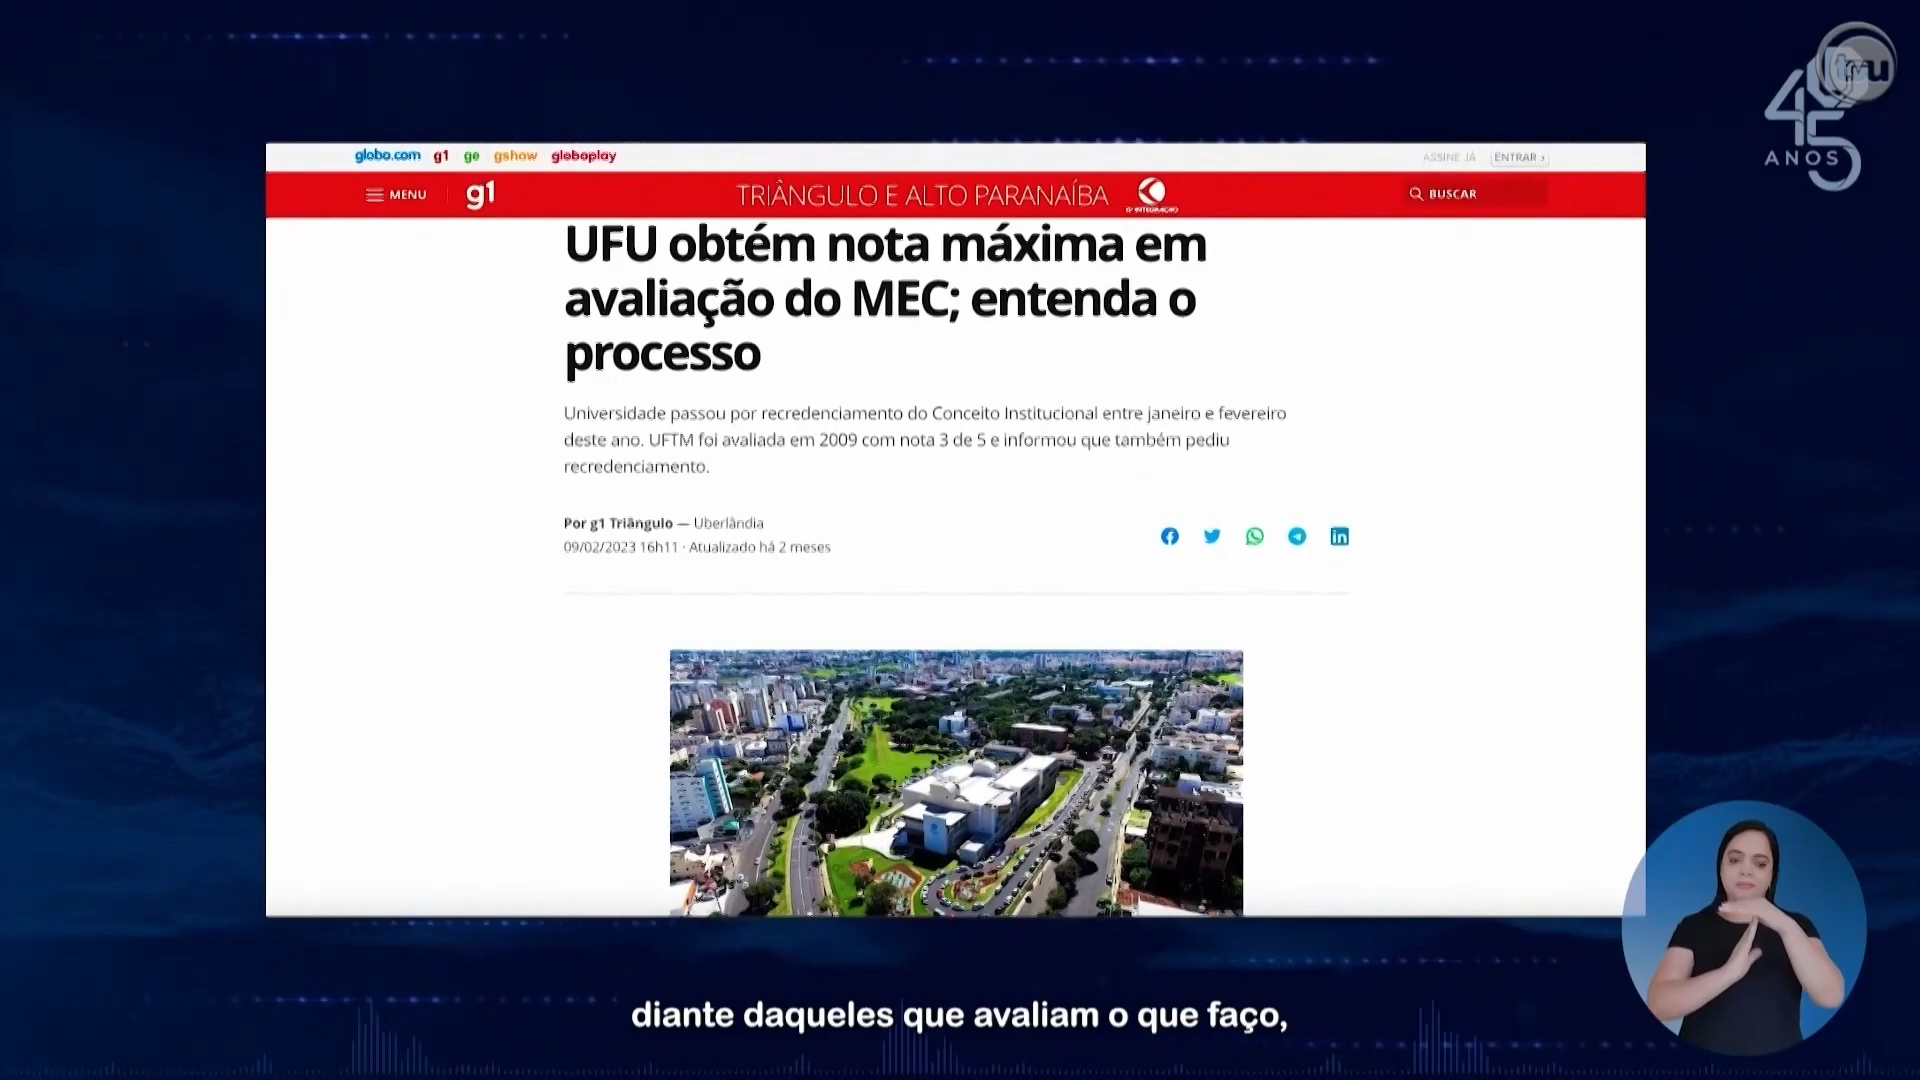 tvu
45
ANOS
globo.com g1 ge gshow globoplay
ASSINE JÁ ENTRAR ›
MENU g1 TRIÂNGULO E ALTO PARANAÍBA BUSCAR
UFU obtém nota máxima em
avaliação do MEC; entenda o
processo
Universidade passou por recredenciamento do Conceito Institucional entre janeiro e fevereiro
deste ano. UFTM foi avaliada em 2009 com nota 3 de 5 e informou que também pediu
recredenciamento.
Por g1 Triângulo — Uberlândia
09/02/2023 16h11 · Atualizado há 2 meses
diante daqueles que avaliam o que faço,